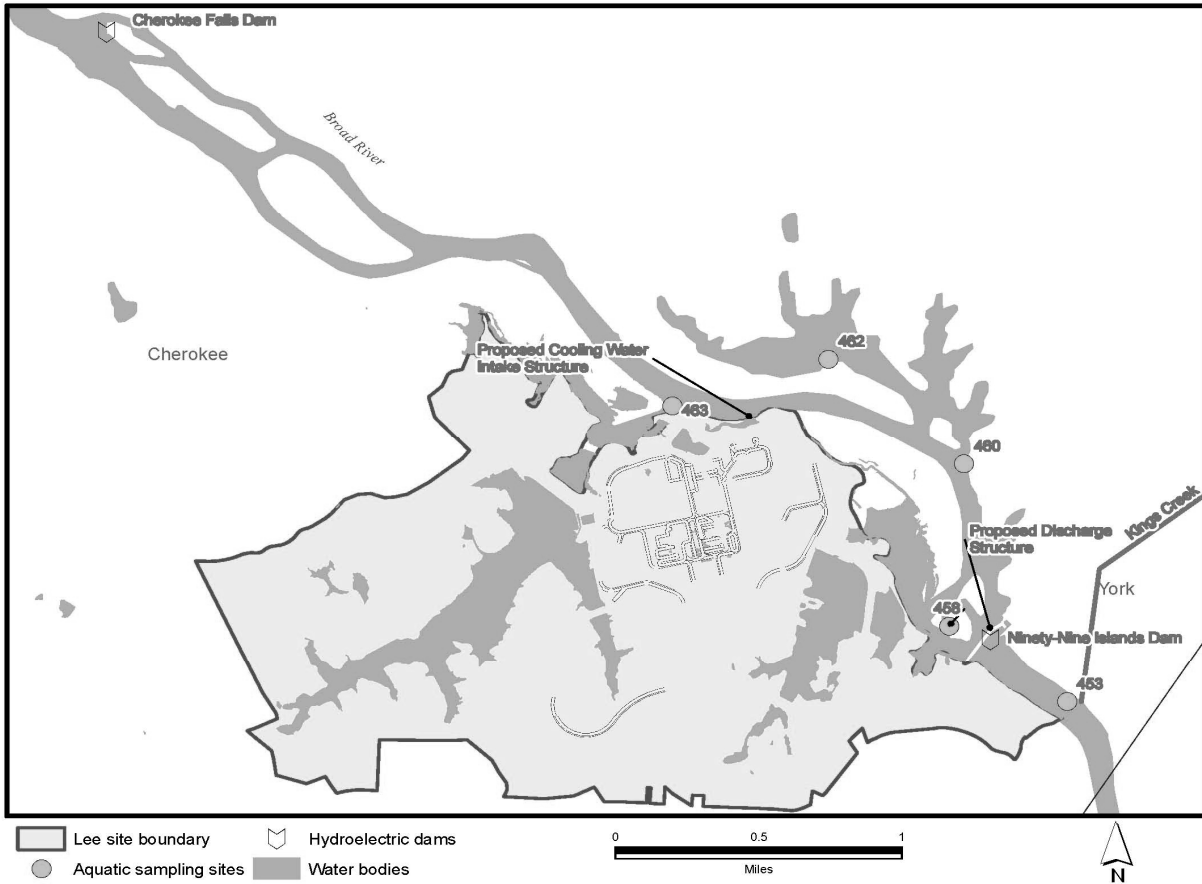 Cherokee Falls Dam
Broad River
Cherokee
Proposed Cooling Water
Intake Structure
462
463
460
Kings Creek
Proposed Discharge
Structure
York
458
Ninety-Nine Islands Dam
453
Lee site boundary
Hydroelectric dams
Aquatic sampling sites
Water bodies
0 0.5 1
Miles
N